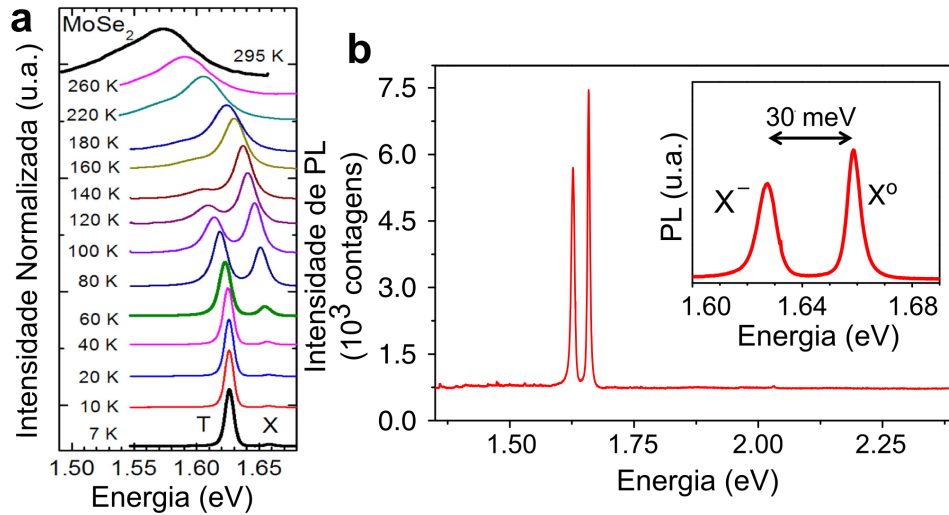 a
MoSe2
Intensidade Normalizada (u.a.)
295 K
260 K
220 K
180 K
160 K
140 K
120 K
100 K
80 K
60 K
40 K
20 K
10 K
7 K
T
X
1.50
1.55
1.60
1.65
Energia (eV)
b
Intensidade de PL
(10^3 contagens)
7.5
6.0
4.5
3.0
1.5
0.0
1.50
1.75
2.00
2.25
Energia (eV)
PL (u.a.)
30 meV
X⁻
Xº
1.60
1.64
1.68
Energia (eV)